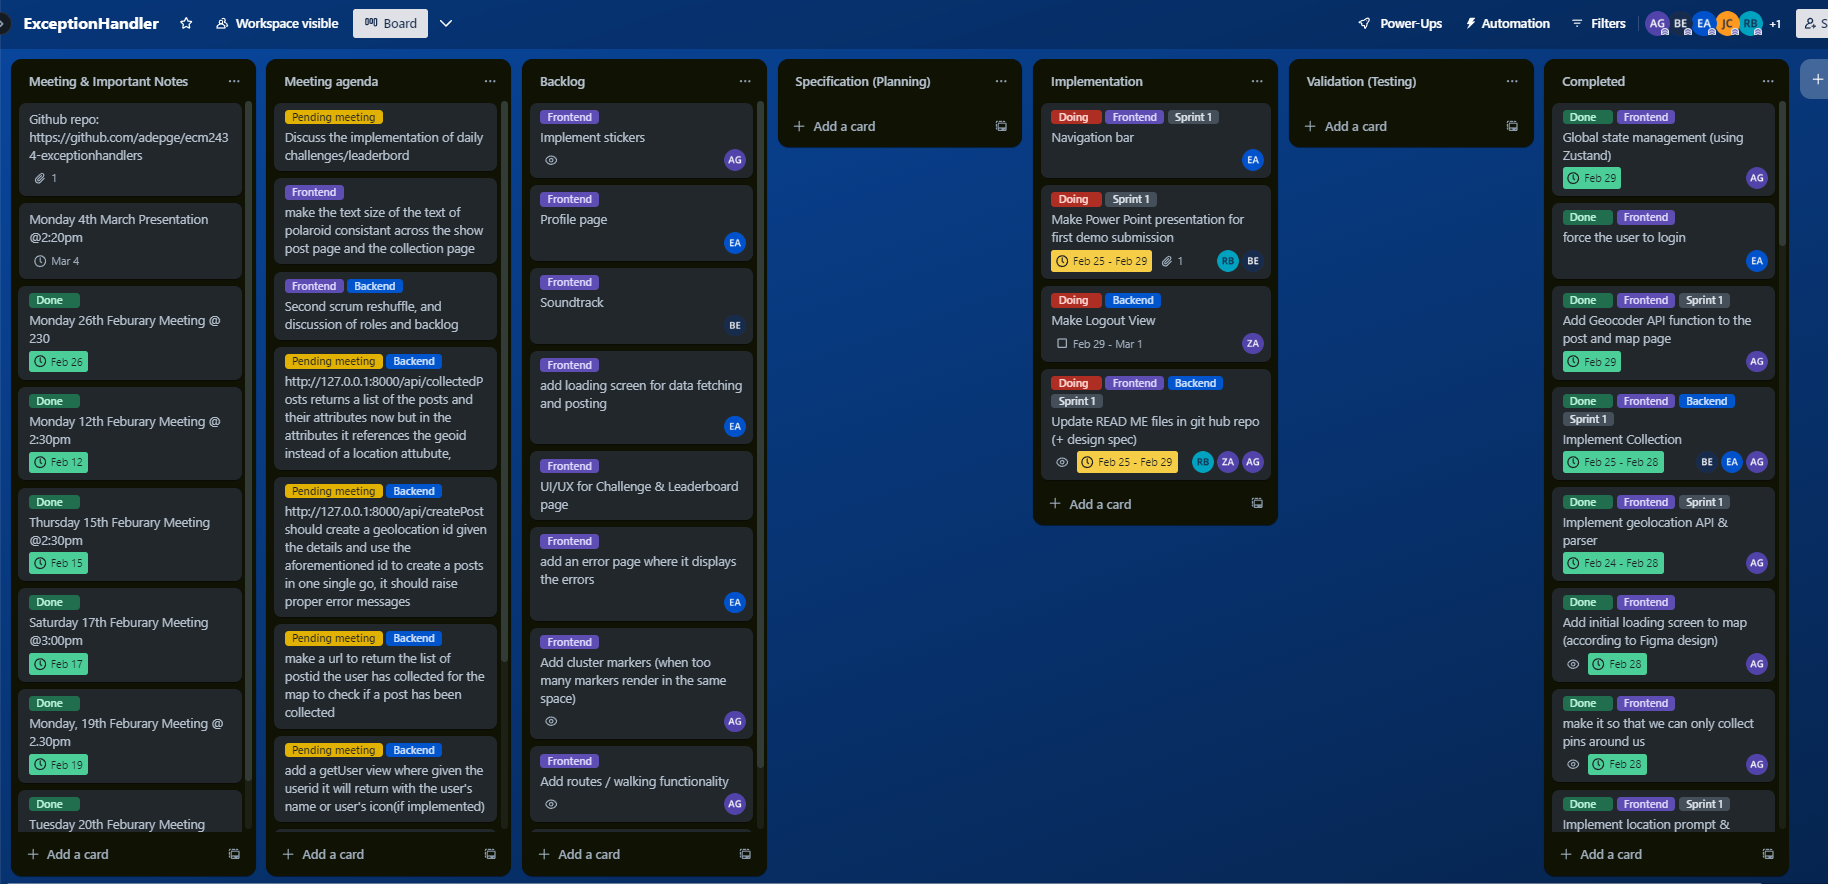 ExceptionHandler
Workspace visible
Board
Power-Ups
Automation
Filters
AG
BE
EA
JC
RB
+1
S
Meeting & Important Notes
Github repo:
https://github.com/adepge/ecm243
4-exceptionhandlers
1
Monday 4th March Presentation
@2:20pm
Mar 4
Done
Monday 26th Feburary Meeting @
230
Feb 26
Done
Monday 12th Feburary Meeting @
2:30pm
Feb 12
Done
Thursday 15th Feburary Meeting
@2:30pm
Feb 15
Done
Saturday 17th Feburary Meeting
@3:00pm
Feb 17
Done
Monday, 19th Feburary Meeting @
2.30pm
Feb 19
Done
Tuesday 20th Feburary Meeting
+ Add a card
Meeting agenda
Pending meeting
Discuss the implementation of daily
challenges/leaderbord
Frontend
make the text size of the text of
polaroid consistant across the show
post page and the collection page
Frontend Backend
Second scrum reshuffle, and
discussion of roles and backlog
Pending meeting Backend
http://127.0.0.1:8000/api/collectedP
osts returns a list of the posts and
their attributes now but in the
attributes it references the geoid
instead of a location attubute,
Pending meeting Backend
http://127.0.0.1:8000/api/createPost
should create a geolocation id given
the details and use the
aforementioned id to create a posts
in one single go, it should raise
proper error messages
Pending meeting Backend
make a url to return the list of
postid the user has collected for the
map to check if a post has been
collected
Pending meeting Backend
add a getUser view where given the
userid it will return with the user's
name or user's icon(if implemented)
+ Add a card
Backlog
Frontend
Implement stickers
AG
Frontend
Profile page
EA
Frontend
Soundtrack
BE
Frontend
add loading screen for data fetching
and posting
EA
Frontend
UI/UX for Challenge & Leaderboard
page
Frontend
add an error page where it displays
the errors
EA
Frontend
Add cluster markers (when too
many markers render in the same
space)
AG
Frontend
Add routes / walking functionality
AG
+ Add a card
Specification (Planning)
+ Add a card
Implementation
Doing Frontend Sprint 1
Navigation bar
EA
Doing Sprint 1
Make Power Point presentation for
first demo submission
Feb 25 - Feb 29 1 RB BE
Doing Backend
Make Logout View
Feb 29 - Mar 1 ZA
Doing Frontend Backend
Sprint 1
Update READ ME files in git hub repo
(+ design spec)
Feb 25 - Feb 29 RB ZA AG
+ Add a card
Validation (Testing)
+ Add a card
Completed
Done Frontend
Global state management (using
Zustand)
Feb 29 AG
Done Frontend
force the user to login
EA
Done Frontend Sprint 1
Add Geocoder API function to the
post and map page
Feb 29 AG
Done Frontend Backend
Sprint 1
Implement Collection
Feb 25 - Feb 28 BE EA AG
Done Frontend Sprint 1
Implement geolocation API &
parser
Feb 24 - Feb 28 AG
Done Frontend
Add initial loading screen to map
(according to Figma design)
Feb 28 AG
Done Frontend
make it so that we can only collect
pins around us
Feb 28 AG
Done Frontend Sprint 1
Implement location prompt &
+ Add a card